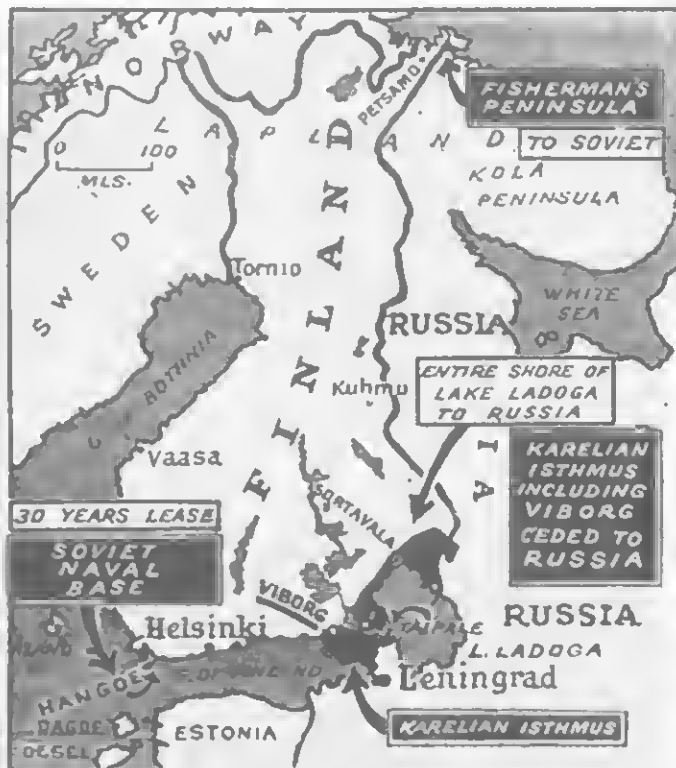 NORWAY
PETSAMO.
FISHERMAN'S
PENINSULA
LAPLAND
TO SOVIET
0 100
MLS.
KOLA
PENINSULA
SWEDEN
FINLAND
Tornio
WHITE
SEA
RUSSIA
BOTHNIA
Kuhmu
ENTIRE SHORE OF
LAKE LADOGA
TO RUSSIA
Vaasa
KARELIAN
ISTHMUS
INCLUDING
VIBORG
CEDED TO
RUSSIA
SORTAVALA
30 YEARS LEASE
SOVIET
NAVAL
BASE
VIBORG
TAIPALE
RUSSIA
Helsinki
L. LADOGA
HANGOE
Leningrad
DAGOE
ESTONIA
KARELIAN ISTHMUS
OESEL